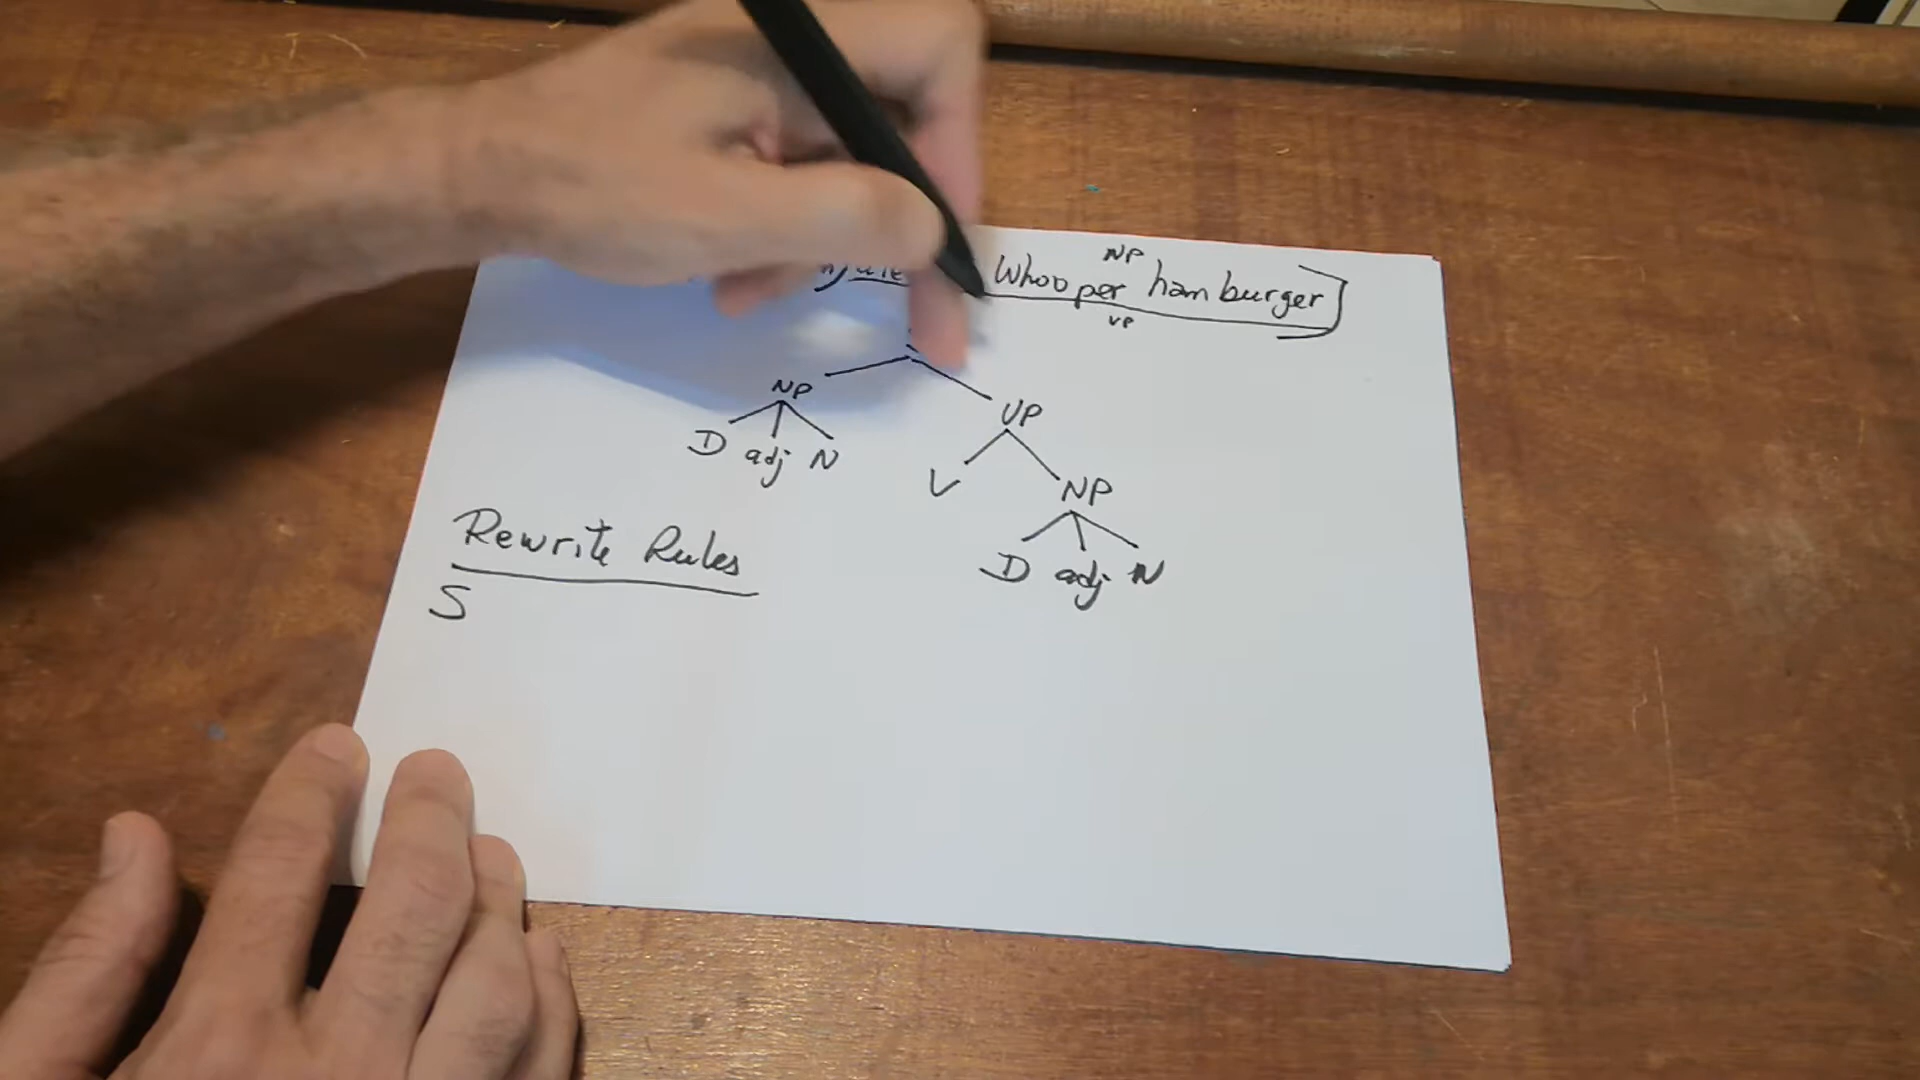 NP
Whooper hamburger
VP
NP
VP
D adj N
V
NP
D adj N
Rewrite Rules
S